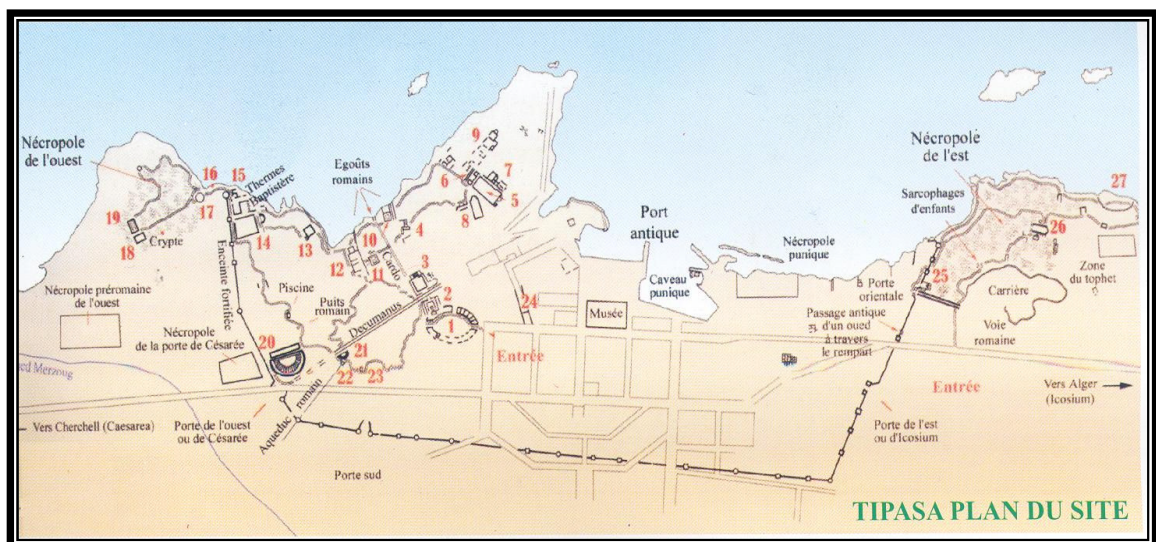 Nécropole
de l'ouest
16
15
Thermes
Baptistère
Egoûts
romains
9
7
6
5
8
Nécropole
de l'est
Sarcophages
d'enfants
27
17
19
18
Crypte
14
13
10
4
12
11
Cardo
3
Enceinte fortifiée
Port
antique
Nécropole
punique
26
25
Zone
du tophet
Nécropole préromaine
de l'ouest
Piscine
Puits
romain
Decumanus
2
1
24
Caveau
punique
Musée
Porte
orientale
Carrière
Passage antique
d'un oued
à travers
le rempart
Voie
romaine
Nécropole
de la porte de Césarée
20
21
22
23
Entrée
Entrée
ed Merzoug
Vers Alger
(Icosium)
Vers Cherchell (Caesarea)
Porte de l'ouest
ou de Césarée
Aqueduc romain
Porte de l'est
ou d'Icosium
Porte sud
TIPASA PLAN DU SITE